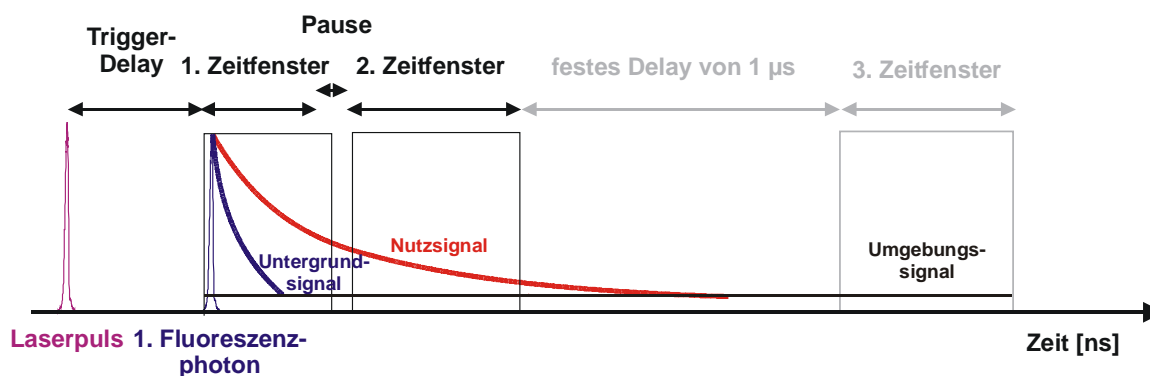 Pause
Trigger-
Delay
1. Zeitfenster
2. Zeitfenster
festes Delay von 1 µs
3. Zeitfenster
Nutzsignal
Untergrund-
signal
Umgebungs-
signal
Laserpuls
1. Fluoreszenz-
photon
Zeit [ns]